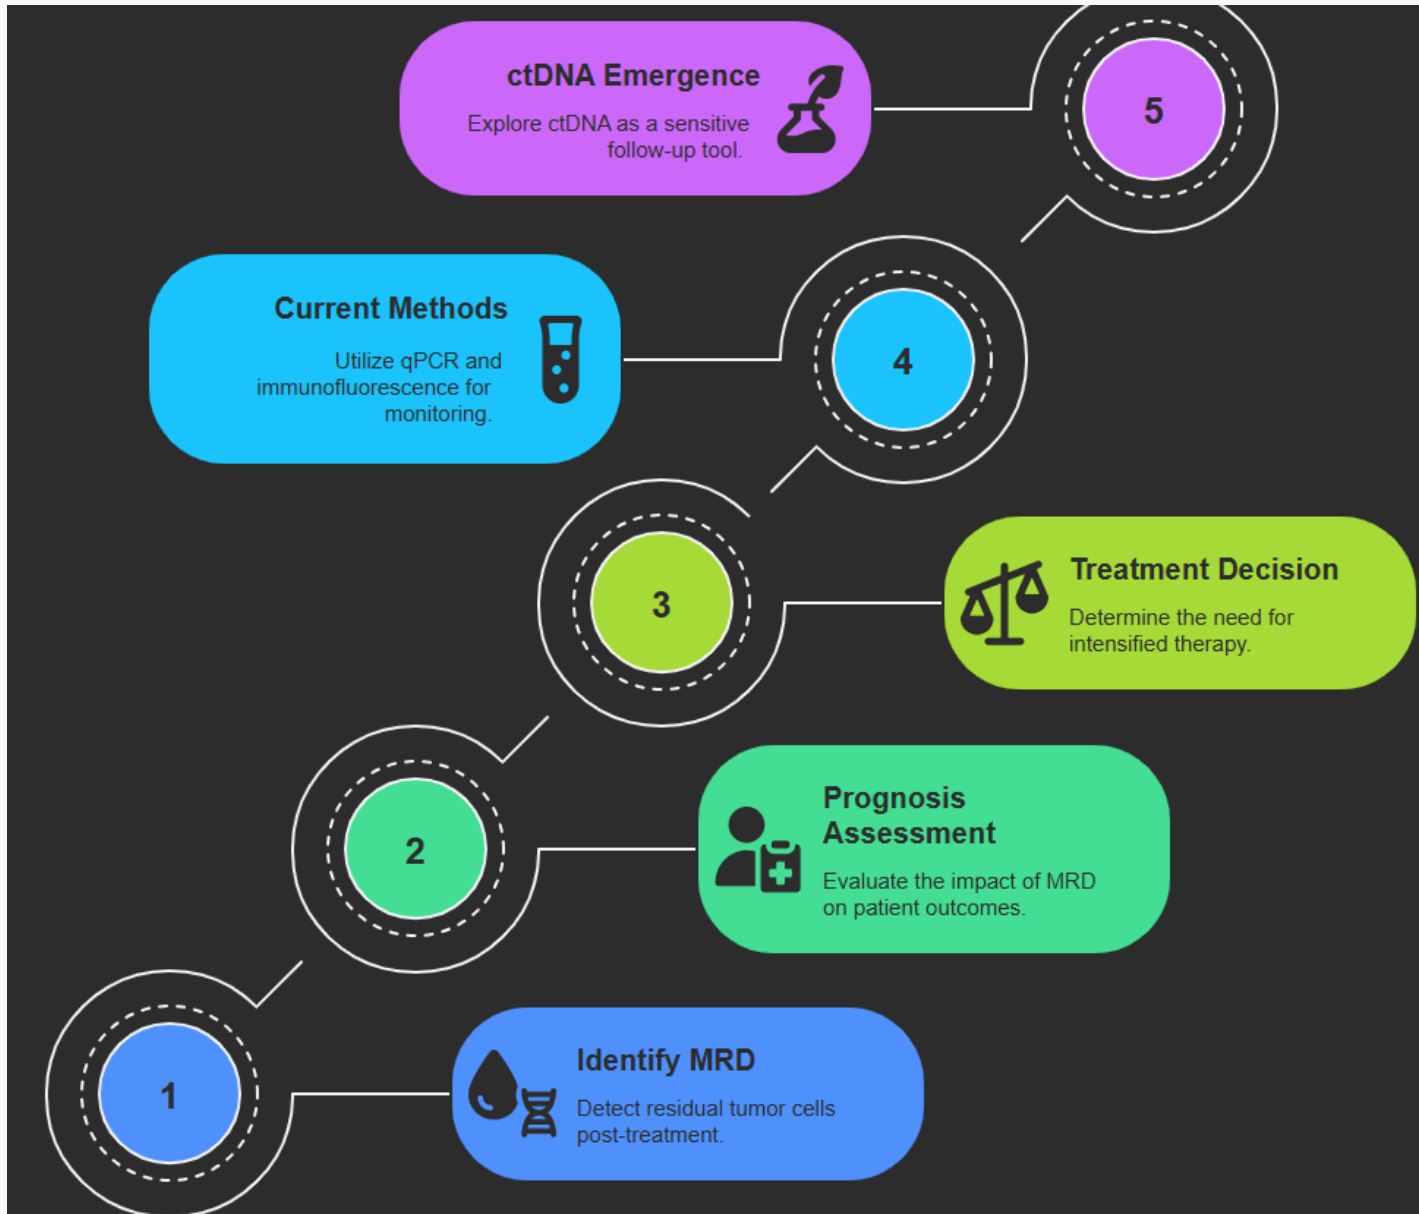 ctDNA Emergence
Explore ctDNA as a sensitive
follow-up tool.
5
Current Methods
Utilize qPCR and
immunofluorescence for
monitoring.
4
3
Treatment Decision
Determine the need for
intensified therapy.
2
Prognosis
Assessment
Evaluate the impact of MRD
on patient outcomes.
1
Identify MRD
Detect residual tumor cells
post-treatment.